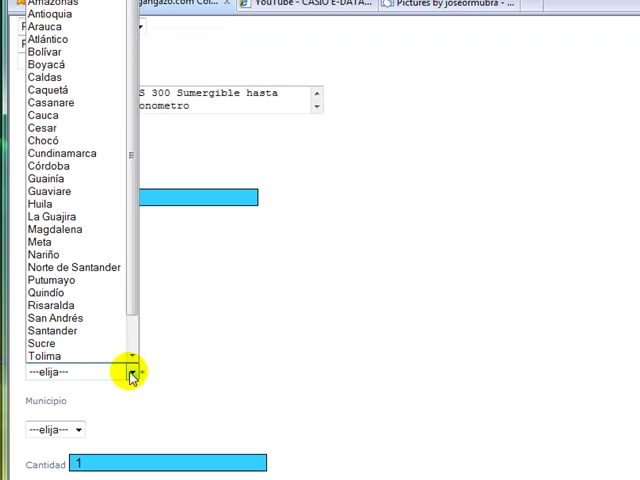 gangazo.com Col...
YouTube - CASIO E-DATA...
Pictures by joseormubra - ...
Amazonas
Antioquia
Arauca
Atlántico
Bolívar
Boyacá
Caldas
Caquetá
S 300 Sumergible hasta
onometro
Casanare
Cauca
Cesar
Chocó
Cundinamarca
Córdoba
Guainía
Guaviare
Huila
La Guajira
Magdalena
Meta
Nariño
Norte de Santander
Putumayo
Quindío
Risaralda
San Andrés
Santander
Sucre
Tolima
---elija---
Municipio
---elija---
Cantidad 1